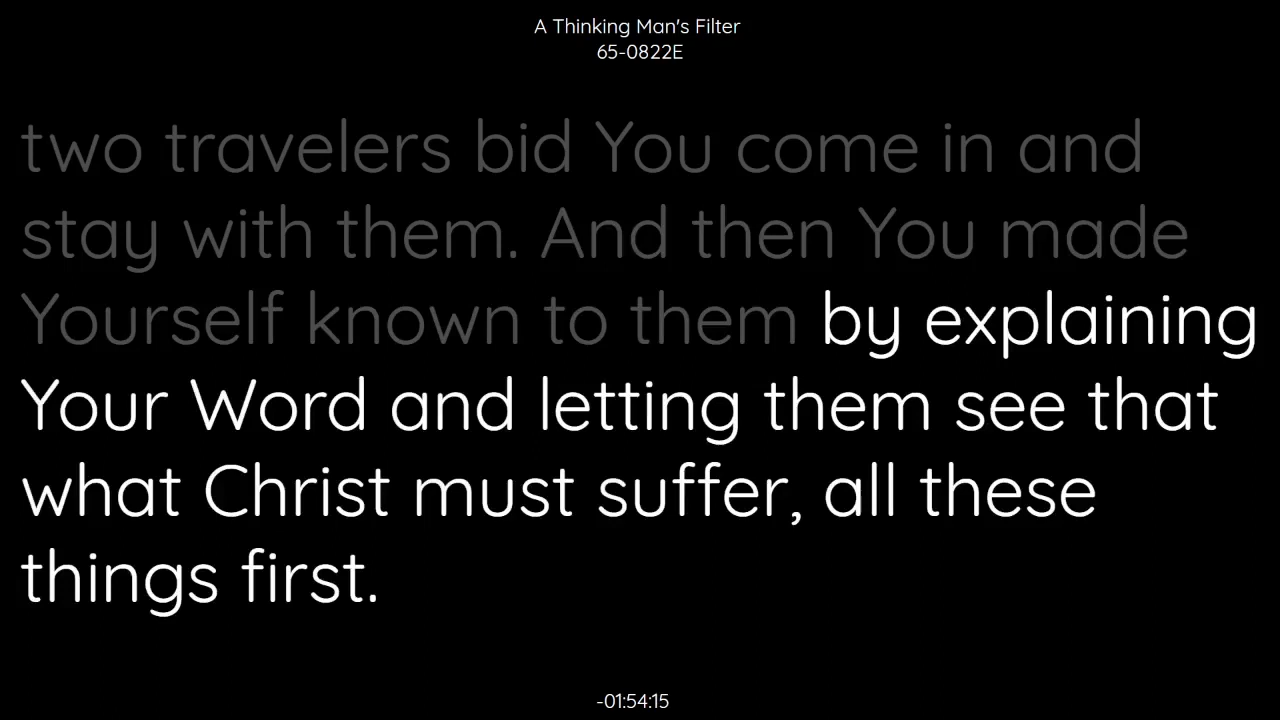 A Thinking Man's Filter
65-0822E
two travelers bid You come in and
stay with them. And then You made
Yourself known to them by explaining
Your Word and letting them see that
what Christ must suffer, all these
things first.
-01:54:15